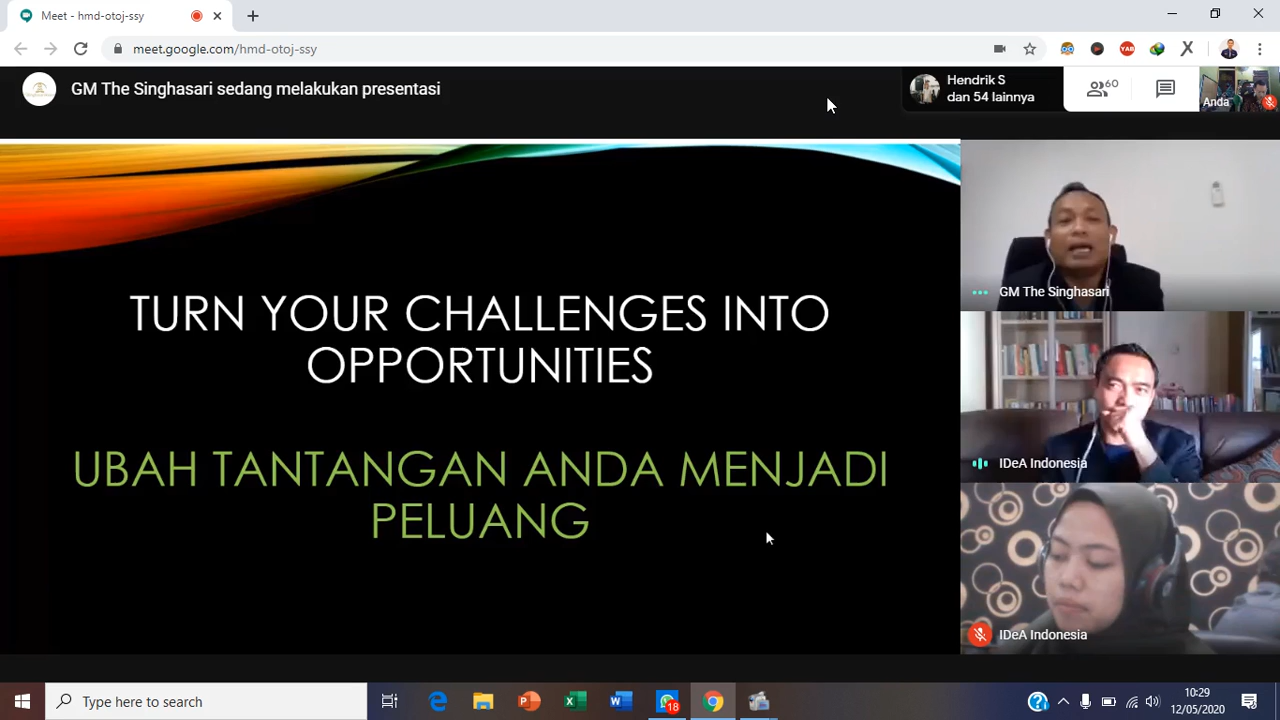 Meet - hmd-otoj-ssy
meet.google.com/hmd-otoj-ssy
YAB
GM The Singhasari sedang melakukan presentasi
Hendrik S
dan 54 lainnya
60
Anda
TURN YOUR CHALLENGES INTO
OPPORTUNITIES
UBAH TANTANGAN ANDA MENJADI
PELUANG
GM The Singhasari
IDeA Indonesia
IDeA Indonesia
Type here to search
18
10:29
12/05/2020